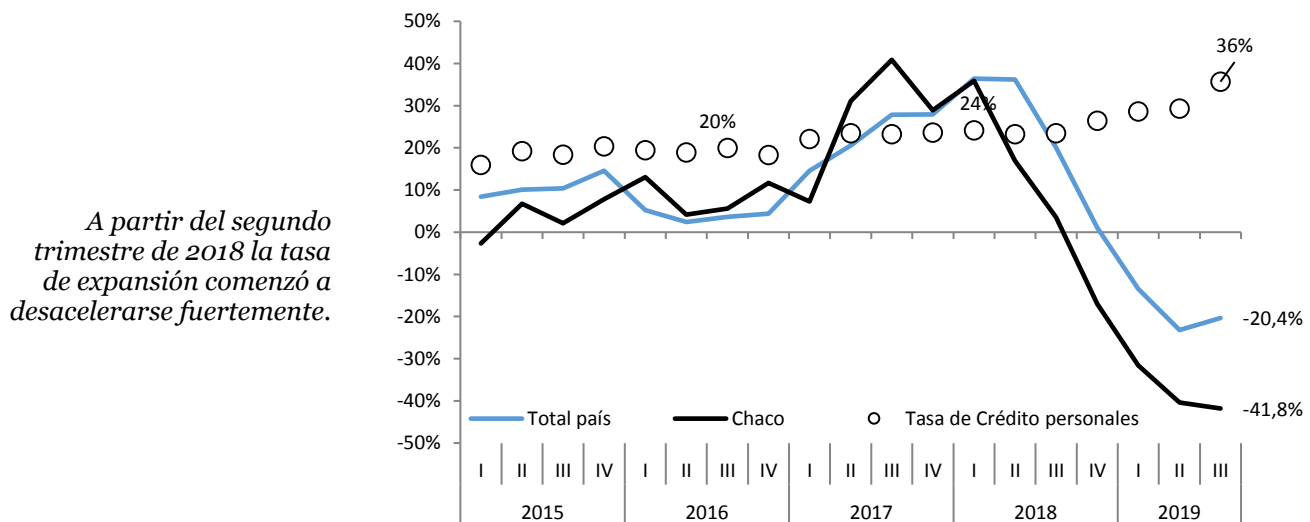 A partir del segundo
trimestre de 2018 la tasa
de expansión comenzó a
desacelerarse fuertemente.
50%
40%
30%
20%
10%
0%
-10%
-20%
-30%
-40%
-50%
36%
20%
24%
-20,4%
-41,8%
Total país Chaco Tasa de Crédito personales
I II III IV I II III IV I II III IV I II III IV I II III
2015 2016 2017 2018 2019